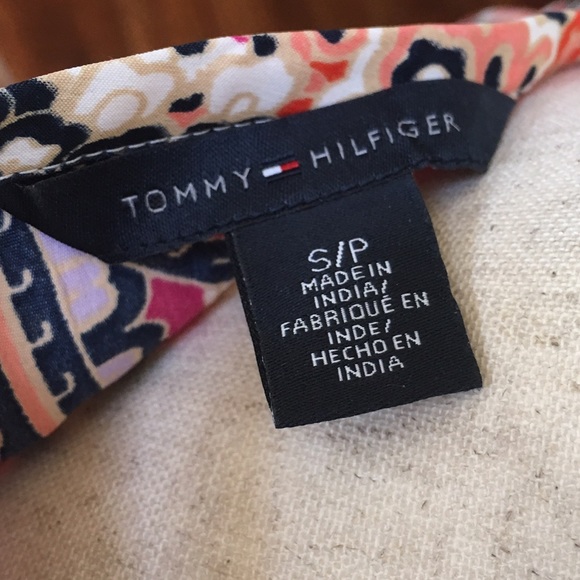 TOMMY HILFIGER
S/P
MADE IN
INDIA/
FABRIQUÉ EN
INDE/
HECHO EN
INDIA